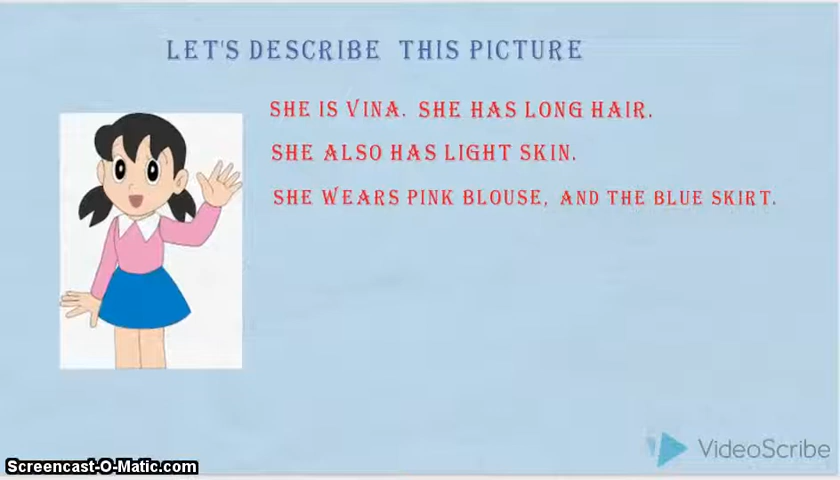 LET'S DESCRIBE THIS PICTURE
SHE IS VINA. SHE HAS LONG HAIR.
SHE ALSO HAS LIGHT SKIN.
SHE WEARS PINK BLOUSE, AND THE BLUE SKIRT.
VideoScribe
Screencast-O-Matic.com